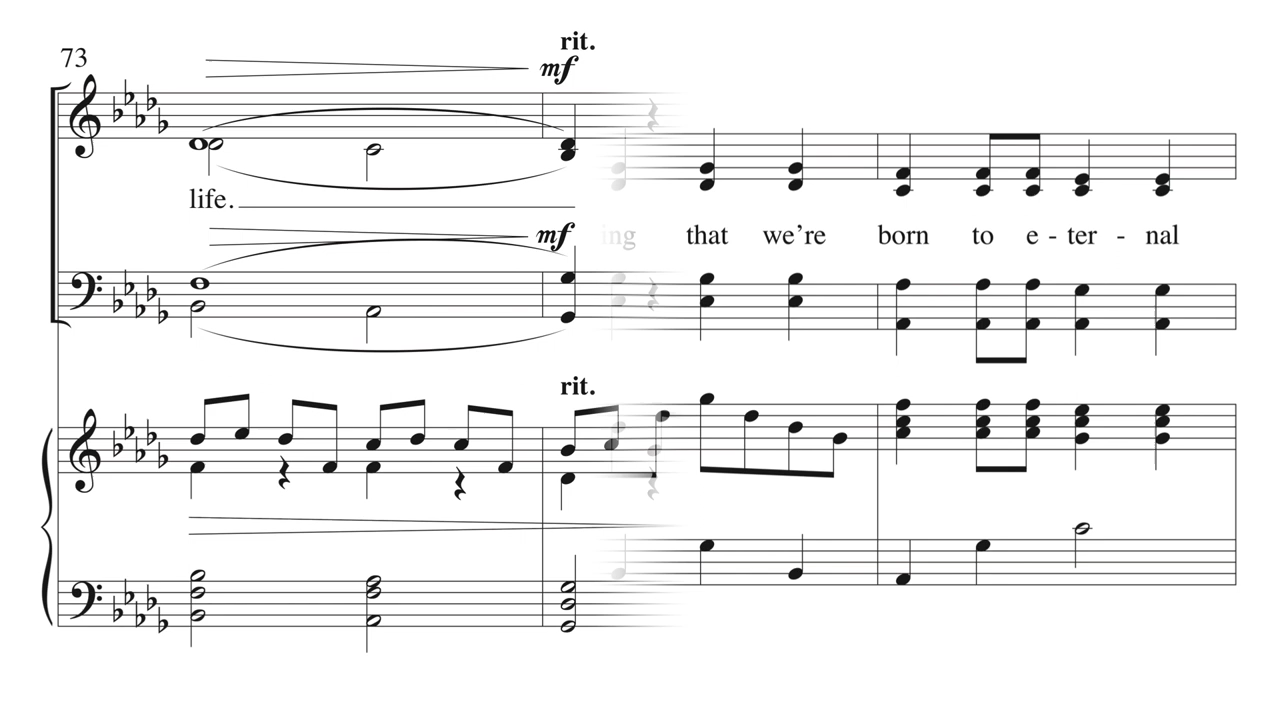 73
rit.
mf
life.
mf
ing that we're born to e - ter - nal
rit.